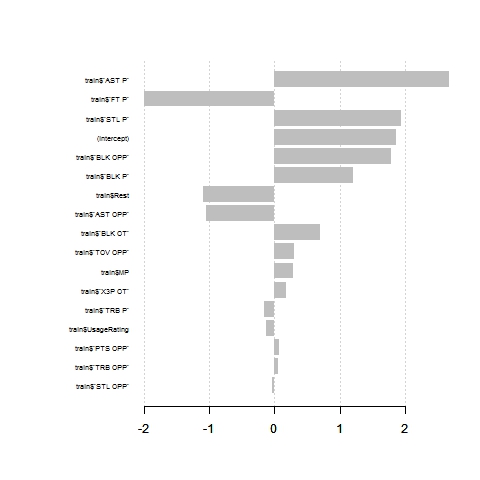 train$`AST P`
train$`FT P`
train$`STL P`
(Intercept)
train$`BLK OPP`
train$`BLK P`
train$Rest
train$`AST OPP`
train$`BLK OT`
train$`TOV OPP`
train$MP
train$`X3P OT`
train$`TRB P`
train$UsageRating
train$`PTS OPP`
train$`TRB OPP`
train$`STL OPP`
-2 -1 0 1 2